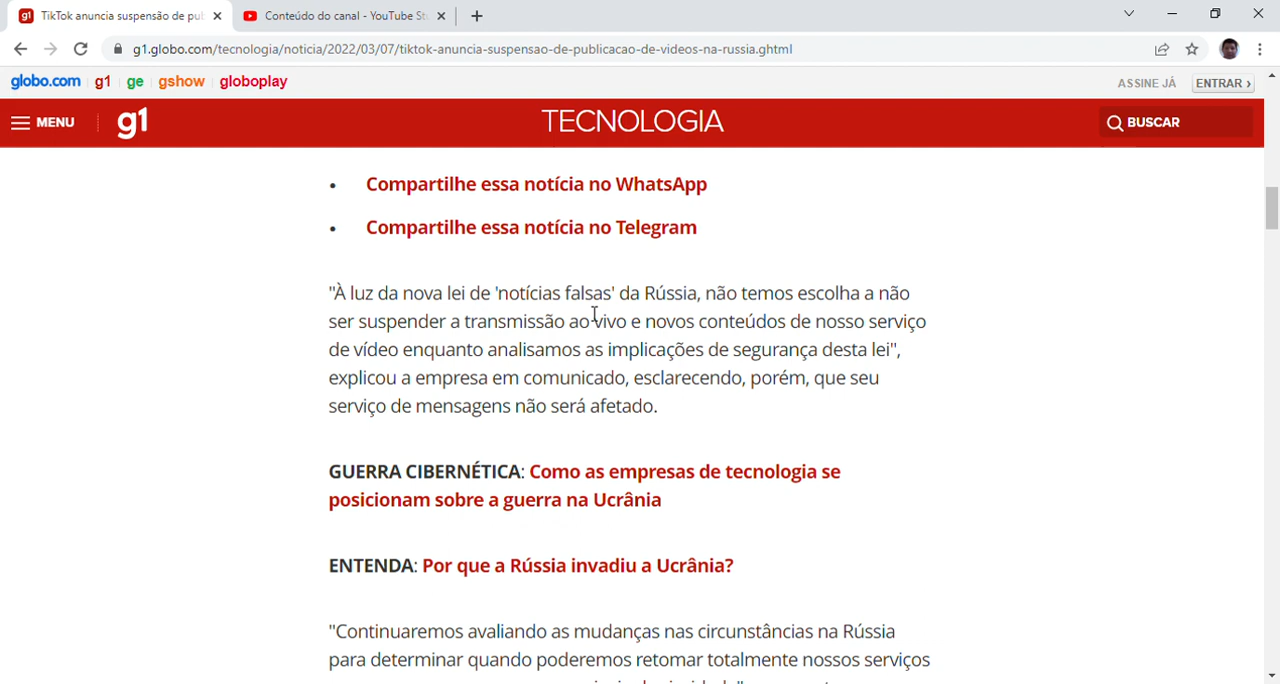 TikTok anuncia suspensão de pu
Conteúdo do canal - YouTube St
g1.globo.com/tecnologia/noticia/2022/03/07/tiktok-anuncia-suspensao-de-publicacao-de-videos-na-russia.ghtml
globo.com g1 ge gshow globoplay
ASSINE JÁ ENTRAR ›
MENU g1 TECNOLOGIA BUSCAR
• Compartilhe essa notícia no WhatsApp
• Compartilhe essa notícia no Telegram
"À luz da nova lei de 'notícias falsas' da Rússia, não temos escolha a não
ser suspender a transmissão ao vivo e novos conteúdos de nosso serviço
de vídeo enquanto analisamos as implicações de segurança desta lei",
explicou a empresa em comunicado, esclarecendo, porém, que seu
serviço de mensagens não será afetado.
GUERRA CIBERNÉTICA: Como as empresas de tecnologia se
posicionam sobre a guerra na Ucrânia
ENTENDA: Por que a Rússia invadiu a Ucrânia?
"Continuaremos avaliando as mudanças nas circunstâncias na Rússia
para determinar quando poderemos retomar totalmente nossos serviços